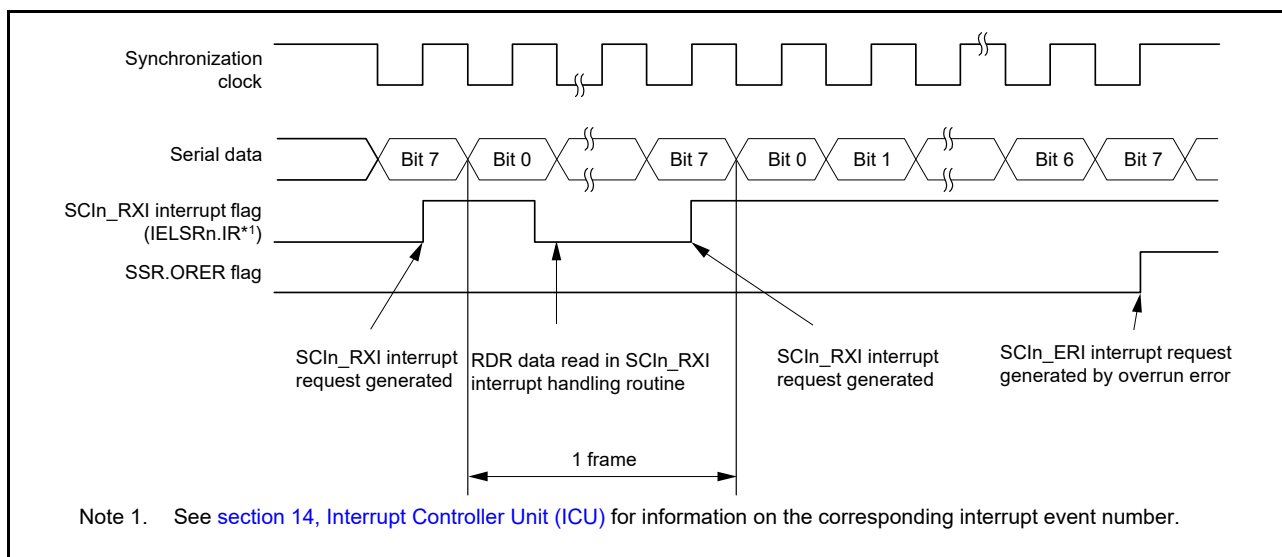 Synchronization
clock
Serial data
Bit 7
Bit 0
Bit 7
Bit 0
Bit 1
Bit 6
Bit 7
SCIn_RXI interrupt flag
(IELSRn.IR*1)
SSR.ORER flag
SCIn_RXI interrupt
request generated
RDR data read in SCIn_RXI
interrupt handling routine
SCIn_RXI interrupt
request generated
SCIn_ERI interrupt request
generated by overrun error
1 frame
Note 1. See section 14, Interrupt Controller Unit (ICU) for information on the corresponding interrupt event number.